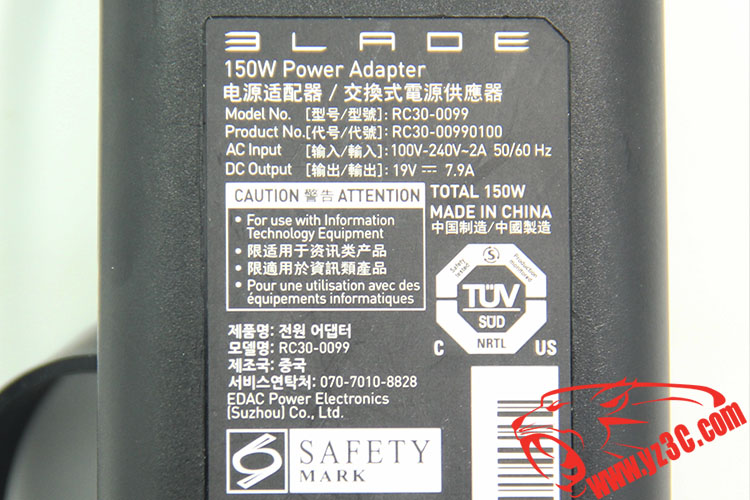 BLADE
150W Power Adapter
电源适配器 / 交換式電源供應器
Model No. [型号/型號]: RC30-0099
Product No.[代号/代號]: RC30-00990100
AC Input [输入/輸入]: 100V-240V~2A 50/60 Hz
DC Output [输出/輸出]: 19V ⎓ 7.9A
TOTAL 150W
MADE IN CHINA
中国制造/中國製造
CAUTION 警告 ATTENTION
• For use with Information
Technology Equipment
• 限适用于资讯类产品
• 限適用於資訊類產品
• Pour une utilisation avec des
équipements informatiques
Safety tested
Production monitored
TÜV
SÜD
NRTL
C US
제품명: 전원 어댑터
모델명: RC30-0099
제조국: 중국
서비스연락처: 070-7010-8828
EDAC Power Electronics
(Suzhou) Co., Ltd.
SAFETY
MARK
www.yz3c.com